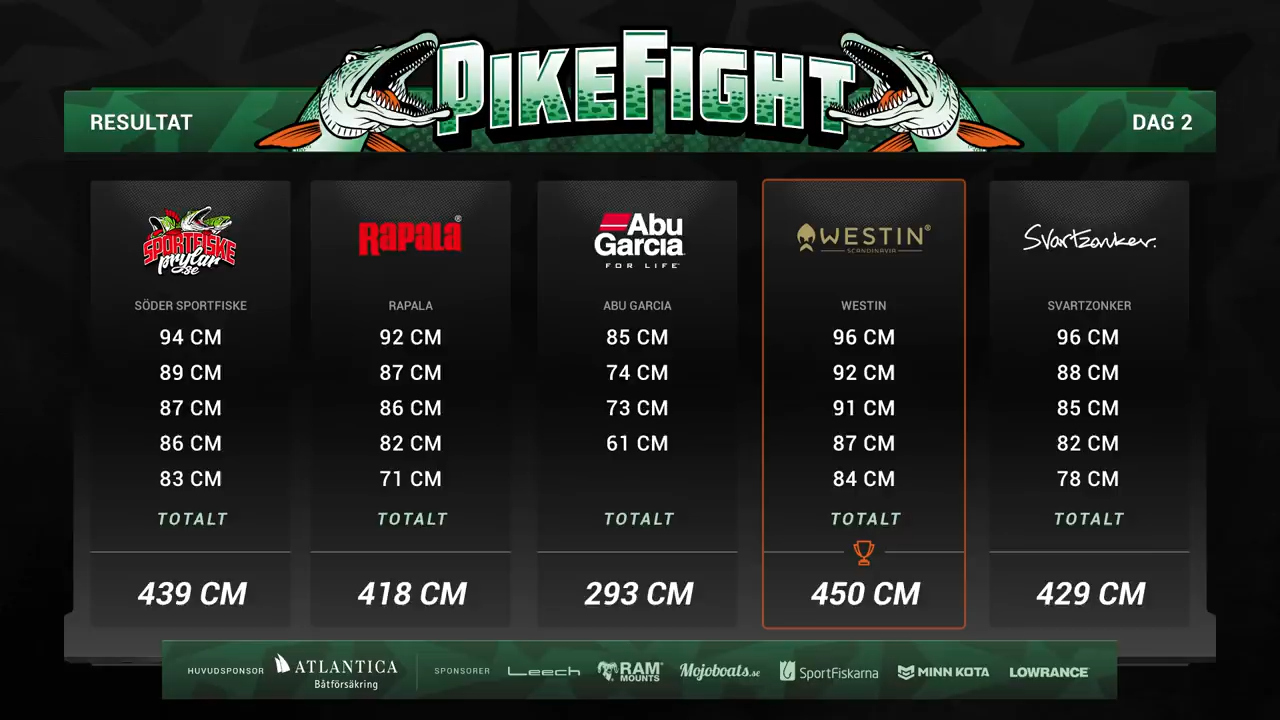 PIKEFIGHT
RESULTAT
DAG 2
SPORTFISKE
prylar
.se
SÖDER SPORTFISKE
94 CM
89 CM
87 CM
86 CM
83 CM
TOTALT
439 CM
RAPALA®
RAPALA
92 CM
87 CM
86 CM
82 CM
71 CM
TOTALT
418 CM
Abu
Garcia
FOR LIFE™
ABU GARCIA
85 CM
74 CM
73 CM
61 CM
TOTALT
293 CM
WESTIN®
SCANDINAVIA
WESTIN
96 CM
92 CM
91 CM
87 CM
84 CM
TOTALT
450 CM
Svartzonker.
SVARTZONKER
96 CM
88 CM
85 CM
82 CM
78 CM
TOTALT
429 CM
HUVUDSPONSOR
ATLANTICA
Båtförsäkring
SPONSORER
Leech
RAM®
MOUNTS
Mojoboats.se
SportFiskarna
MINN KOTA
LOWRANCE